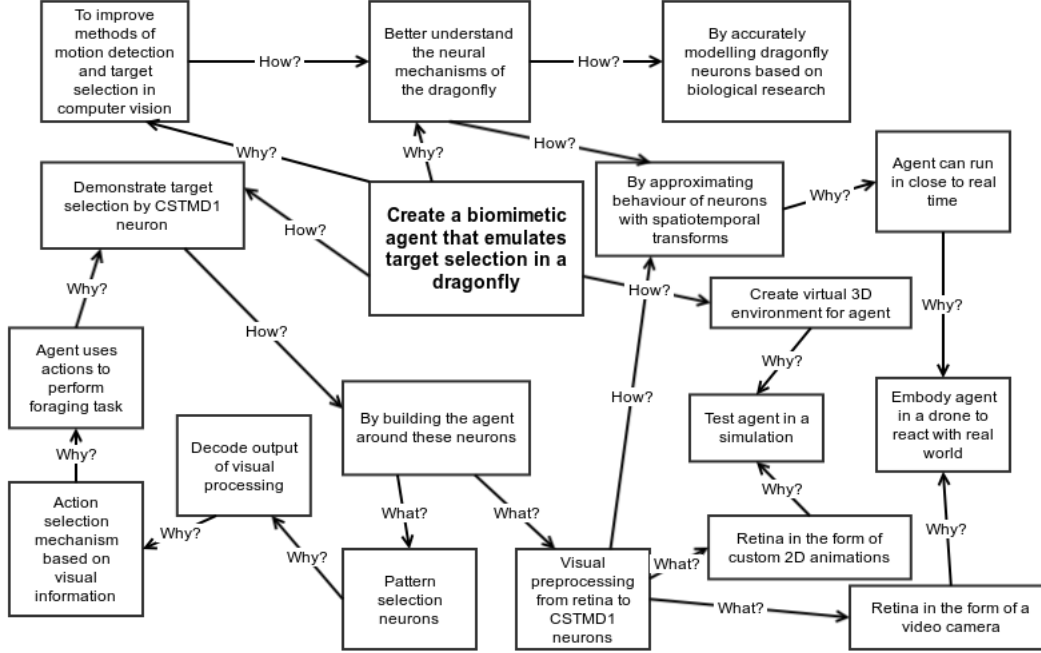 To improve
methods of
motion detection
and target
selection in
computer vision
How?
Better understand
the neural
mechanisms of
the dragonfly
How?
By accurately
modelling dragonfly
neurons based on
biological research
Why?
Why?
How?
Demonstrate target
selection by CSTMD1
neuron
How?
Create a biomimetic
agent that emulates
target selection in a
dragonfly
By approximating
behaviour of neurons
with spatiotemporal
transforms
Why?
Agent can run
in close to real
time
Why?
How?
How?
Create virtual 3D
environment for agent
Why?
Agent uses
actions to
perform
foraging task
Why?
How?
Why?
By building the agent
around these neurons
Test agent in a
simulation
Embody agent
in a drone to
react with real
world
Decode output
of visual
processing
Why?
What?
What?
Why?
Why?
Action
selection
mechanism
based on
visual
information
Why?
Pattern
selection
neurons
Visual
preprocessing
from retina to
CSTMD1
neurons
What?
Retina in the form of
custom 2D animations
What?
Retina in the form of a
video camera